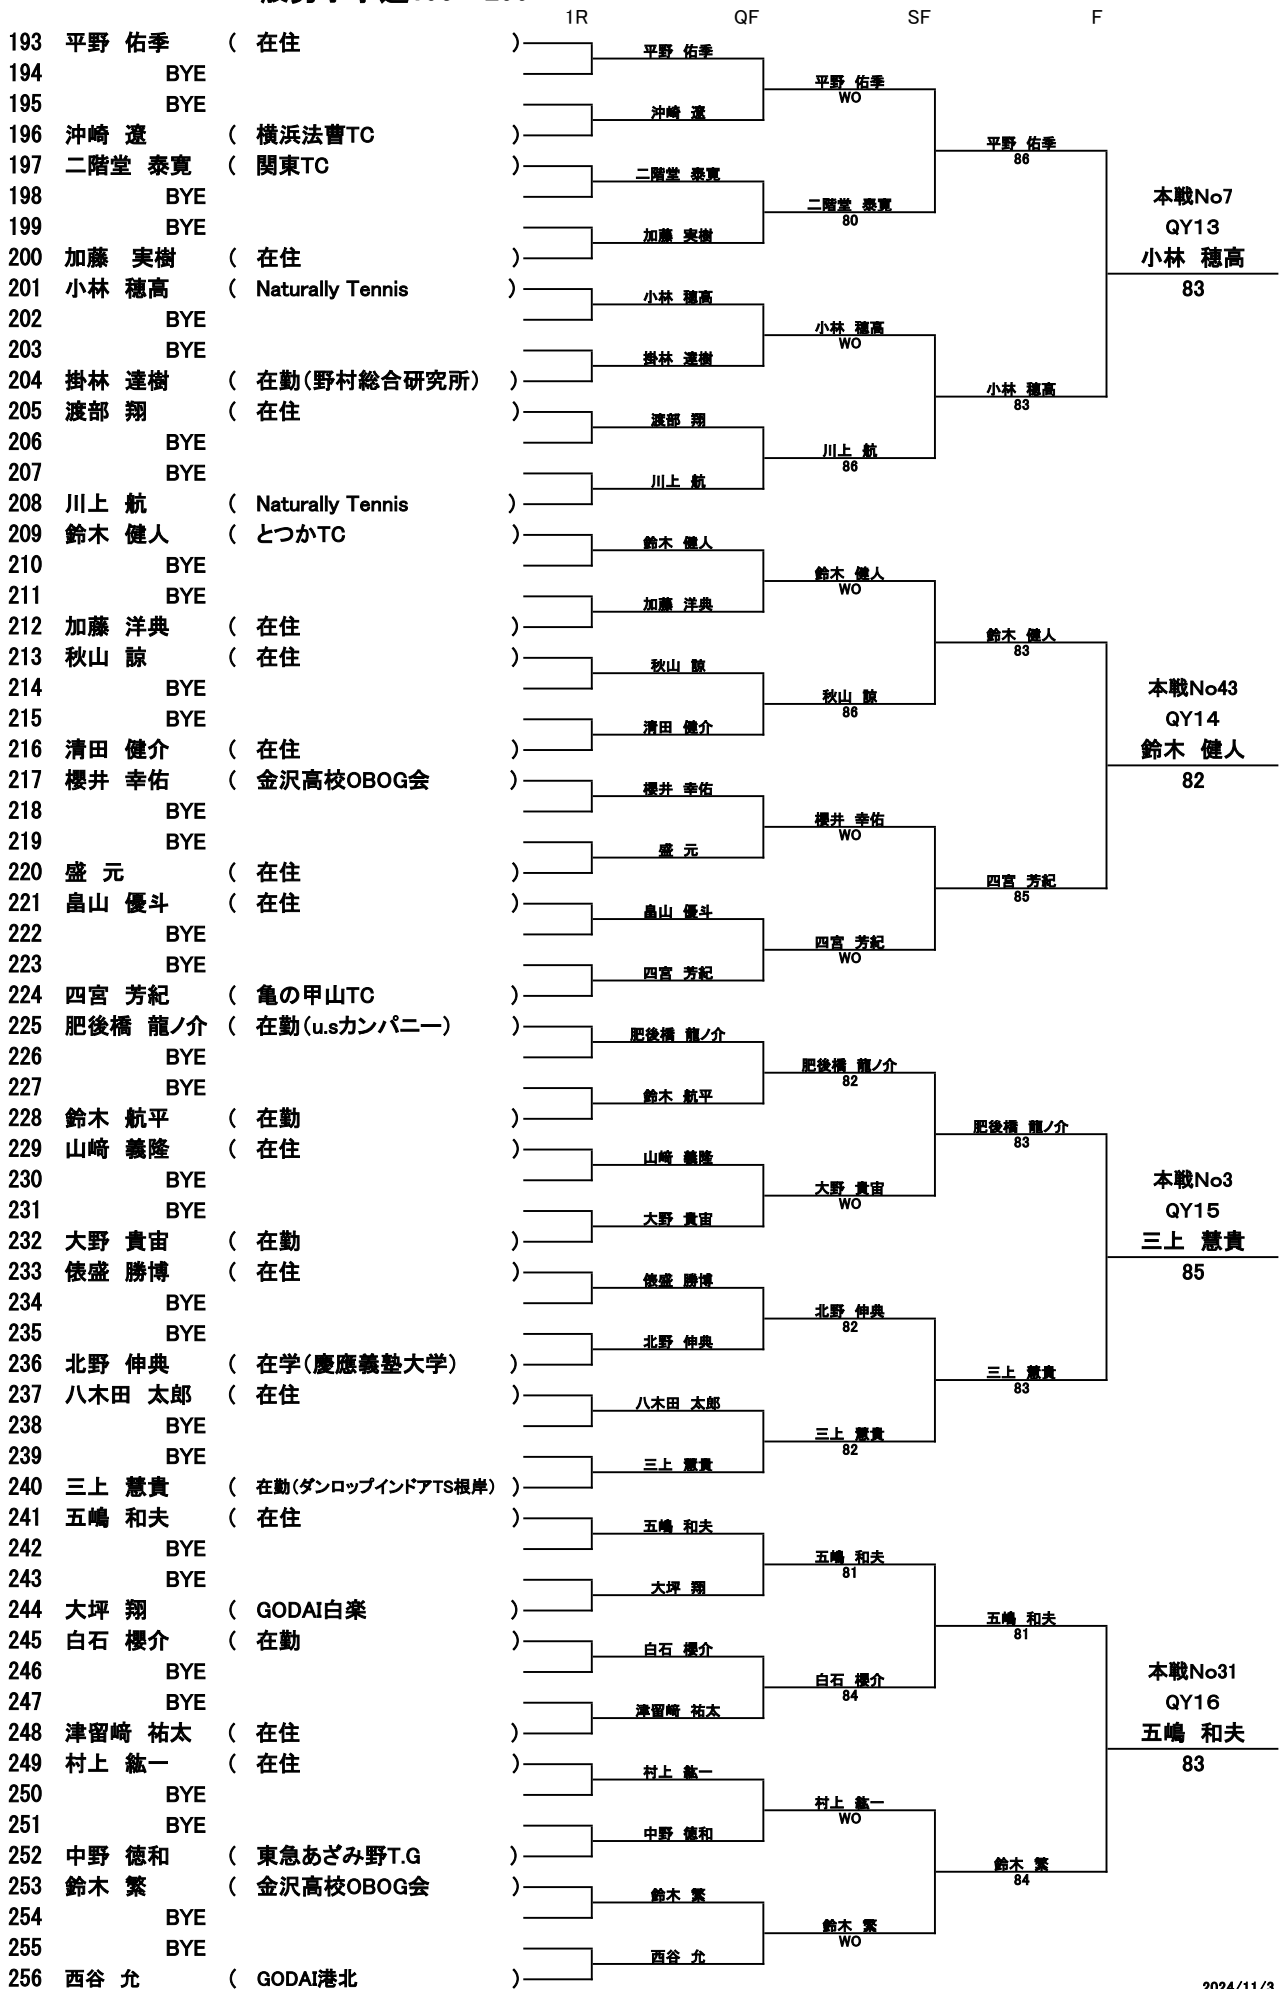 1R QF SF F
193 平野 佑季 ( 在住 )
194 BYE
195 BYE
196 沖崎 遼 ( 横浜法曹TC )
197 二階堂 泰寛 ( 関東TC )
198 BYE
199 BYE
200 加藤 実樹 ( 在住 )
201 小林 穂高 ( Naturally Tennis )
202 BYE
203 BYE
204 掛林 達樹 ( 在勤(野村総合研究所) )
205 渡部 翔 ( 在住 )
206 BYE
207 BYE
208 川上 航 ( Naturally Tennis )
209 鈴木 健人 ( とつかTC )
210 BYE
211 BYE
212 加藤 洋典 ( 在住 )
213 秋山 諒 ( 在住 )
214 BYE
215 BYE
216 清田 健介 ( 在住 )
217 櫻井 幸佑 ( 金沢高校OBOG会 )
218 BYE
219 BYE
220 盛 元 ( 在住 )
221 畠山 優斗 ( 在住 )
222 BYE
223 BYE
224 四宮 芳紀 ( 亀の甲山TC )
225 肥後橋 龍ノ介 ( 在勤(u.sカンパニー) )
226 BYE
227 BYE
228 鈴木 航平 ( 在勤 )
229 山﨑 義隆 ( 在住 )
230 BYE
231 BYE
232 大野 貴宙 ( 在勤 )
233 俵盛 勝博 ( 在住 )
234 BYE
235 BYE
236 北野 伸典 ( 在学(慶應義塾大学) )
237 八木田 太郎 ( 在住 )
238 BYE
239 BYE
240 三上 慧貴 ( 在勤(ダンロップインドアTS根岸) )
241 五嶋 和夫 ( 在住 )
242 BYE
243 BYE
244 大坪 翔 ( GODAI白楽 )
245 白石 櫻介 ( 在勤 )
246 BYE
247 BYE
248 津留﨑 祐太 ( 在住 )
249 村上 紘一 ( 在住 )
250 BYE
251 BYE
252 中野 徳和 ( 東急あざみ野T.G )
253 鈴木 繁 ( 金沢高校OBOG会 )
254 BYE
255 BYE
256 西谷 允 ( GODAI港北 )
平野 佑季
沖崎 遼
二階堂 泰寛
加藤 実樹
小林 穂高
掛林 達樹
渡部 翔
川上 航
鈴木 健人
加藤 洋典
秋山 諒
清田 健介
櫻井 幸佑
盛 元
畠山 優斗
四宮 芳紀
肥後橋 龍ノ介
鈴木 航平
山﨑 義隆
大野 貴宙
俵盛 勝博
北野 伸典
八木田 太郎
三上 慧貴
五嶋 和夫
大坪 翔
白石 櫻介
津留﨑 祐太
村上 紘一
中野 徳和
鈴木 繁
西谷 允
平野 佑季
WO
二階堂 泰寛
80
小林 穂高
WO
川上 航
86
鈴木 健人
WO
秋山 諒
86
櫻井 幸佑
WO
四宮 芳紀
WO
肥後橋 龍ノ介
82
大野 貴宙
WO
北野 伸典
82
三上 慧貴
82
五嶋 和夫
81
白石 櫻介
84
村上 紘一
WO
鈴木 繁
WO
平野 佑季
86
小林 穂高
83
鈴木 健人
83
四宮 芳紀
85
肥後橋 龍ノ介
83
三上 慧貴
83
五嶋 和夫
81
鈴木 繁
84
本戦No7
QY13
小林 穂高
83
本戦No43
QY14
鈴木 健人
82
本戦No3
QY15
三上 慧貴
85
本戦No31
QY16
五嶋 和夫
83
2024/11/3